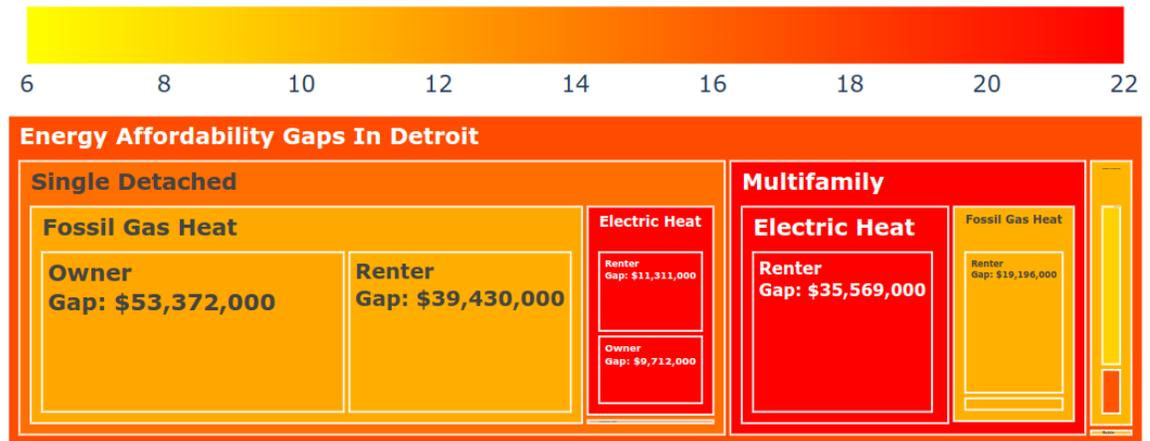 6 8 10 12 14 16 18 20 22
Energy Affordability Gaps In Detroit
Single Detached
Fossil Gas Heat
Owner
Gap: $53,372,000
Renter
Gap: $39,430,000
Electric Heat
Renter
Gap: $11,311,000
Owner
Gap: $9,712,000
Multifamily
Electric Heat
Renter
Gap: $35,569,000
Fossil Gas Heat
Renter
Gap: $19,196,000